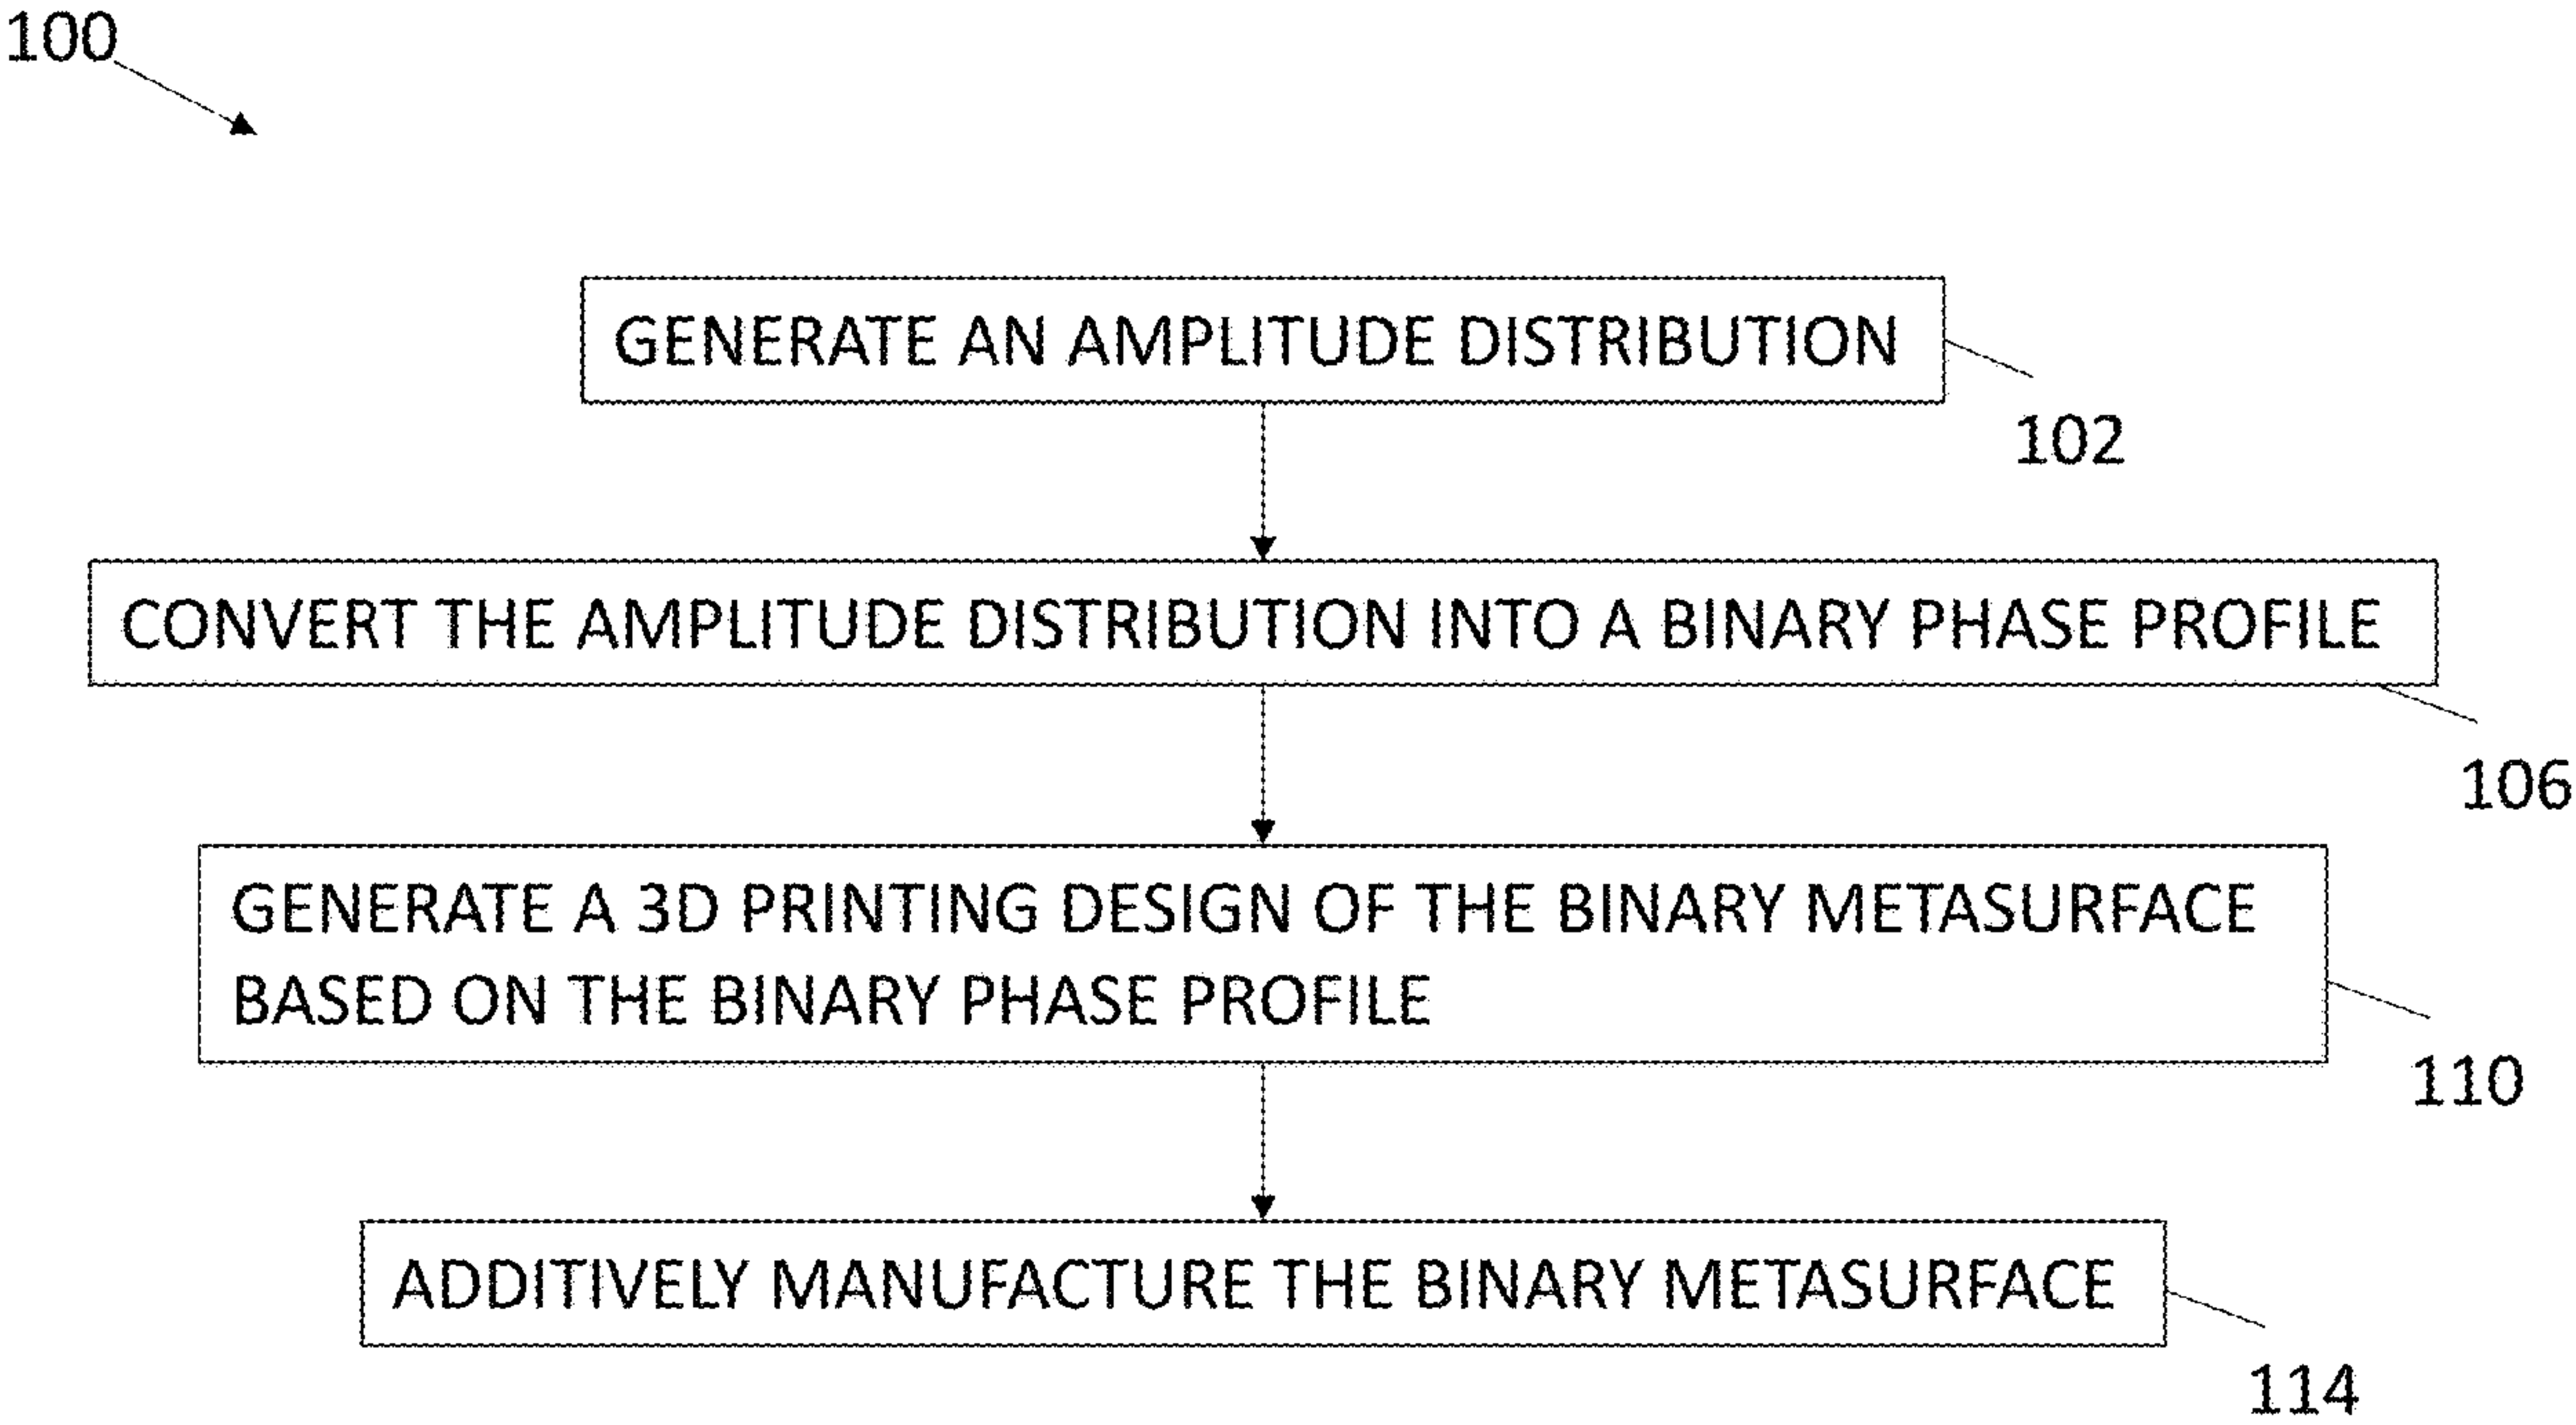 100
GENERATE AN AMPLITUDE DISTRIBUTION
102
CONVERT THE AMPLITUDE DISTRIBUTION INTO A BINARY PHASE PROFILE
106
GENERATE A 3D PRINTING DESIGN OF THE BINARY METASURFACE
BASED ON THE BINARY PHASE PROFILE
110
ADDITIVELY MANUFACTURE THE BINARY METASURFACE
114